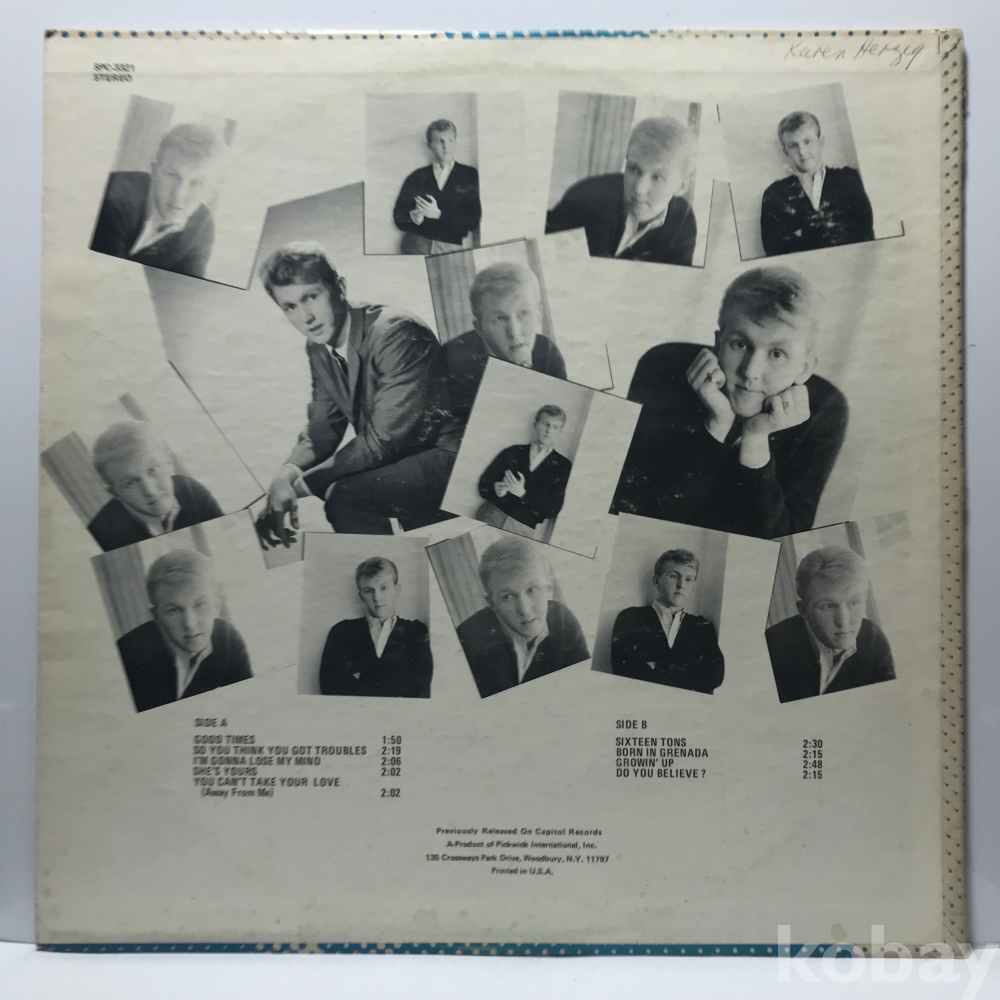 Karen Herzig
SPC-3321
STEREO
SIDE A
GOOD TIMES 1:50
SO YOU THINK YOU GOT TROUBLES 2:19
I'M GONNA LOSE MY MIND 2:06
SHE'S YOURS 2:02
YOU CAN'T TAKE YOUR LOVE
(Away From Me) 2:02
SIDE B
SIXTEEN TONS 2:30
BORN IN GRENADA 2:15
GROWIN' UP 2:48
DO YOU BELIEVE? 2:15
Previously Released On Capitol Records
A Product of Pickwick International, Inc.
135 Crossways Park Drive, Woodbury, N.Y. 11797
Printed in U.S.A.
kobay